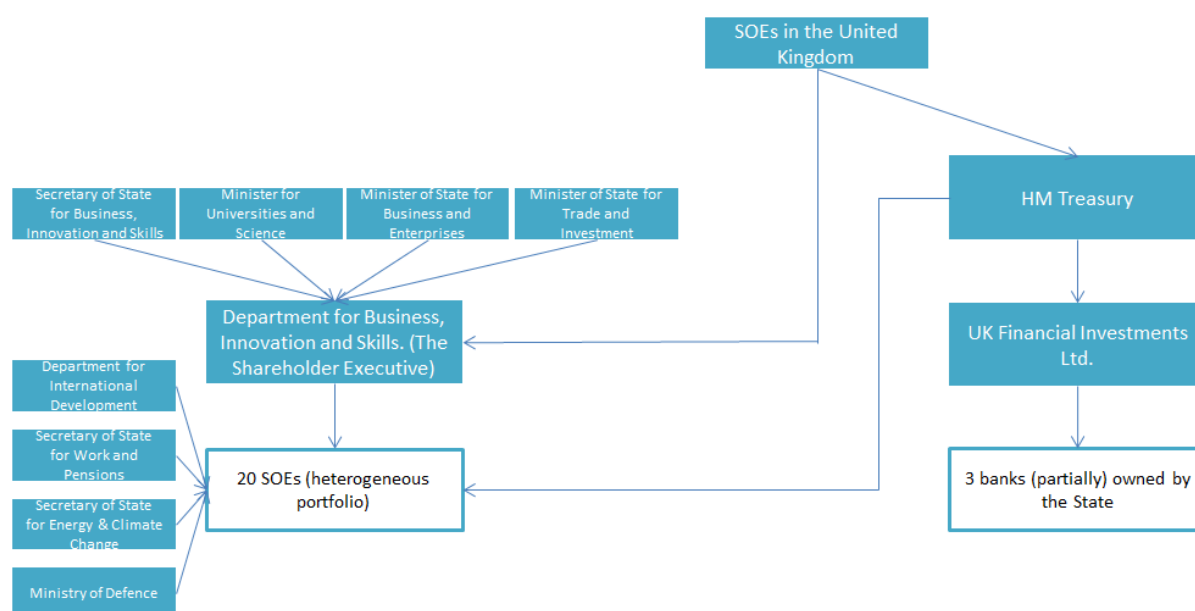 SOEs in the United
Kingdom
HM Treasury
Secretary of State
for Business,
Innovation and Skills
Minister for
Universities and
Science
Minister of State for
Business and
Enterprises
Minister of State for
Trade and
Investment
Department for Business,
Innovation and Skills. (The
Shareholder Executive)
UK Financial Investments
Ltd.
Department for
International
Development
Secretary of State
for Work and
Pensions
Secretary of State
for Energy & Climate
Change
Ministry of Defence
20 SOEs (heterogeneous
portfolio)
3 banks (partially) owned by
the State